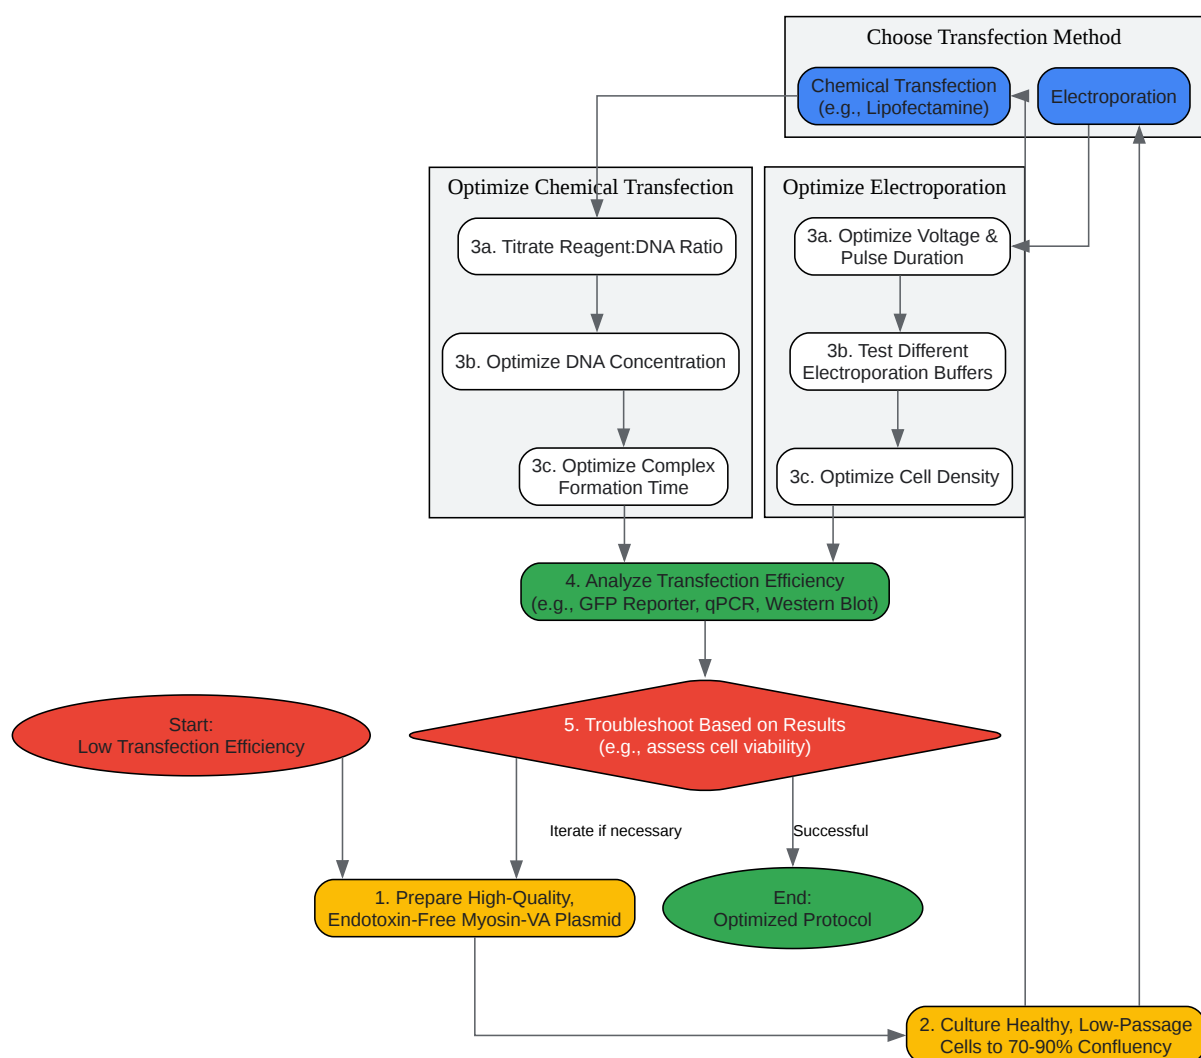 Choose Transfection Method
Chemical Transfection
(e.g., Lipofectamine)
Electroporation
Optimize Chemical Transfection
3a. Titrate Reagent:DNA Ratio
3b. Optimize DNA Concentration
3c. Optimize Complex
Formation Time
Optimize Electroporation
3a. Optimize Voltage &
Pulse Duration
3b. Test Different
Electroporation Buffers
3c. Optimize Cell Density
4. Analyze Transfection Efficiency
(e.g., GFP Reporter, qPCR, Western Blot)
Start:
Low Transfection Efficiency
5. Troubleshoot Based on Results
(e.g., assess cell viability)
Iterate if necessary
Successful
1. Prepare High-Quality,
Endotoxin-Free Myosin-VA Plasmid
End:
Optimized Protocol
2. Culture Healthy, Low-Passage
Cells to 70-90% Confluency